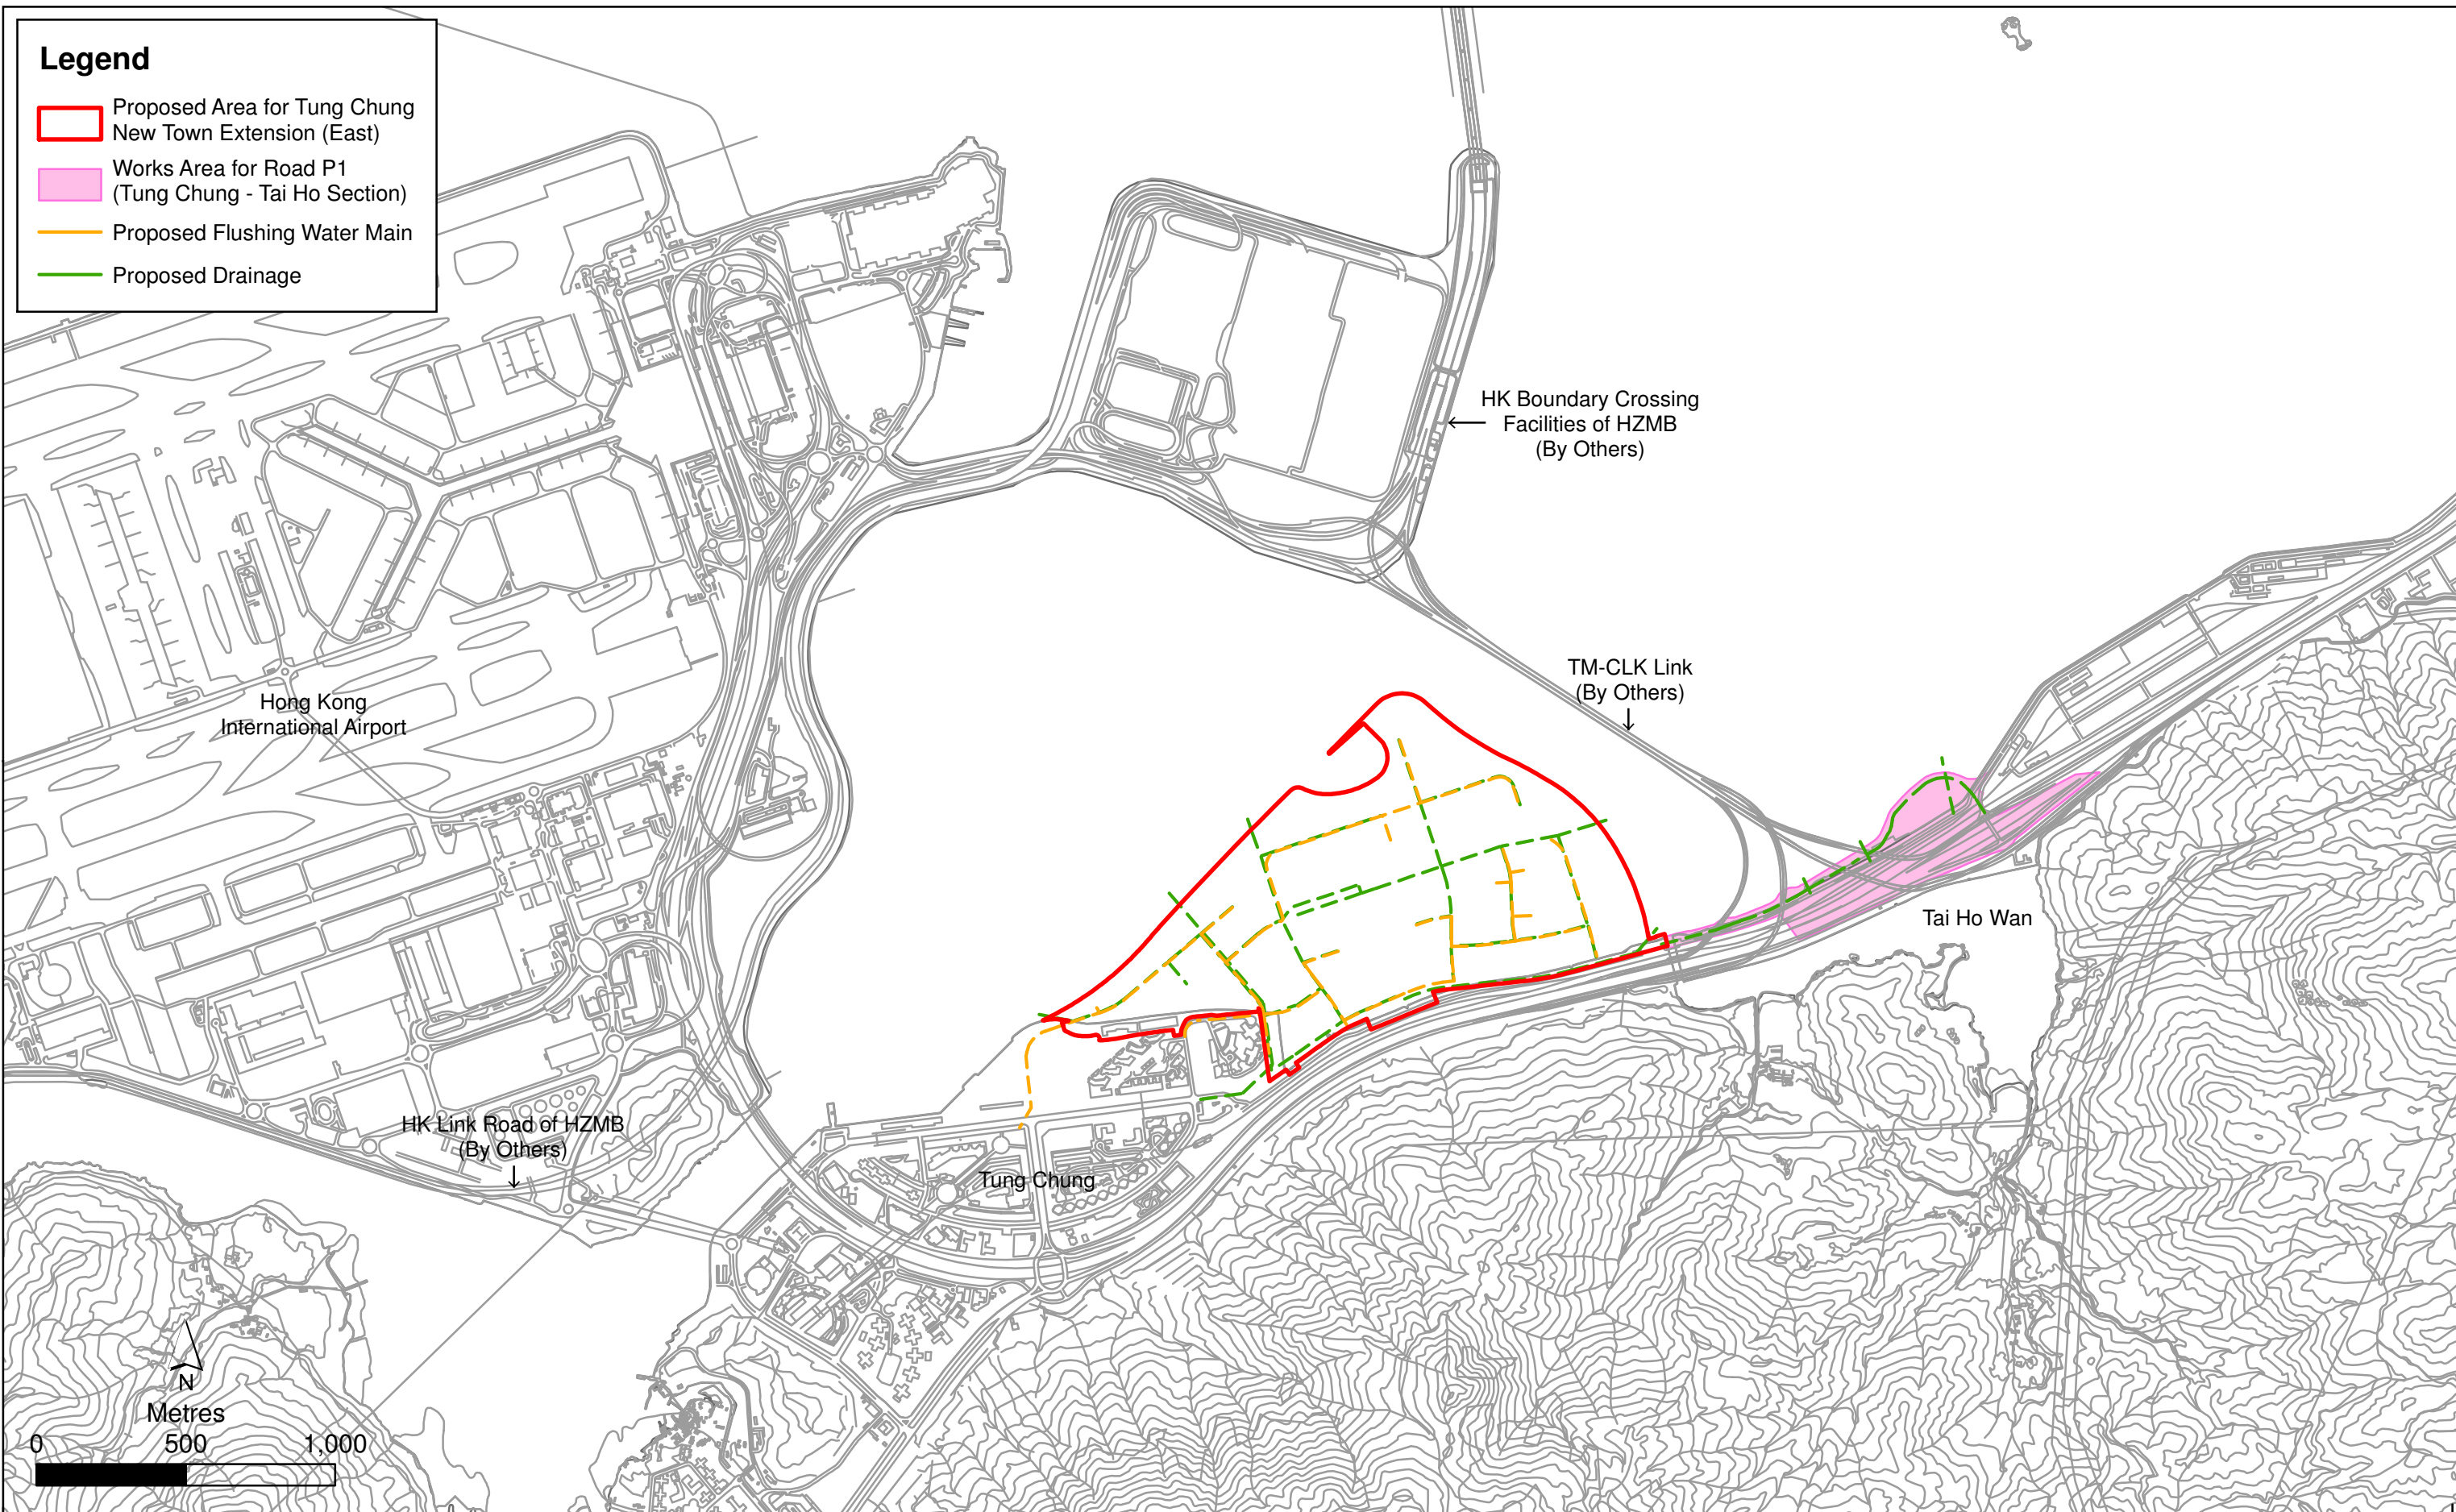 Legend
Proposed Area for Tung Chung
New Town Extension (East)
Works Area for Road P1
(Tung Chung - Tai Ho Section)
Proposed Flushing Water Main
Proposed Drainage
HK Boundary Crossing
Facilities of HZMB
(By Others)
TM-CLK Link
(By Others)
Hong Kong
International Airport
Tai Ho Wan
HK Link Road of HZMB
(By Others)
Tung Chung
N
Metres
0 500 1,000